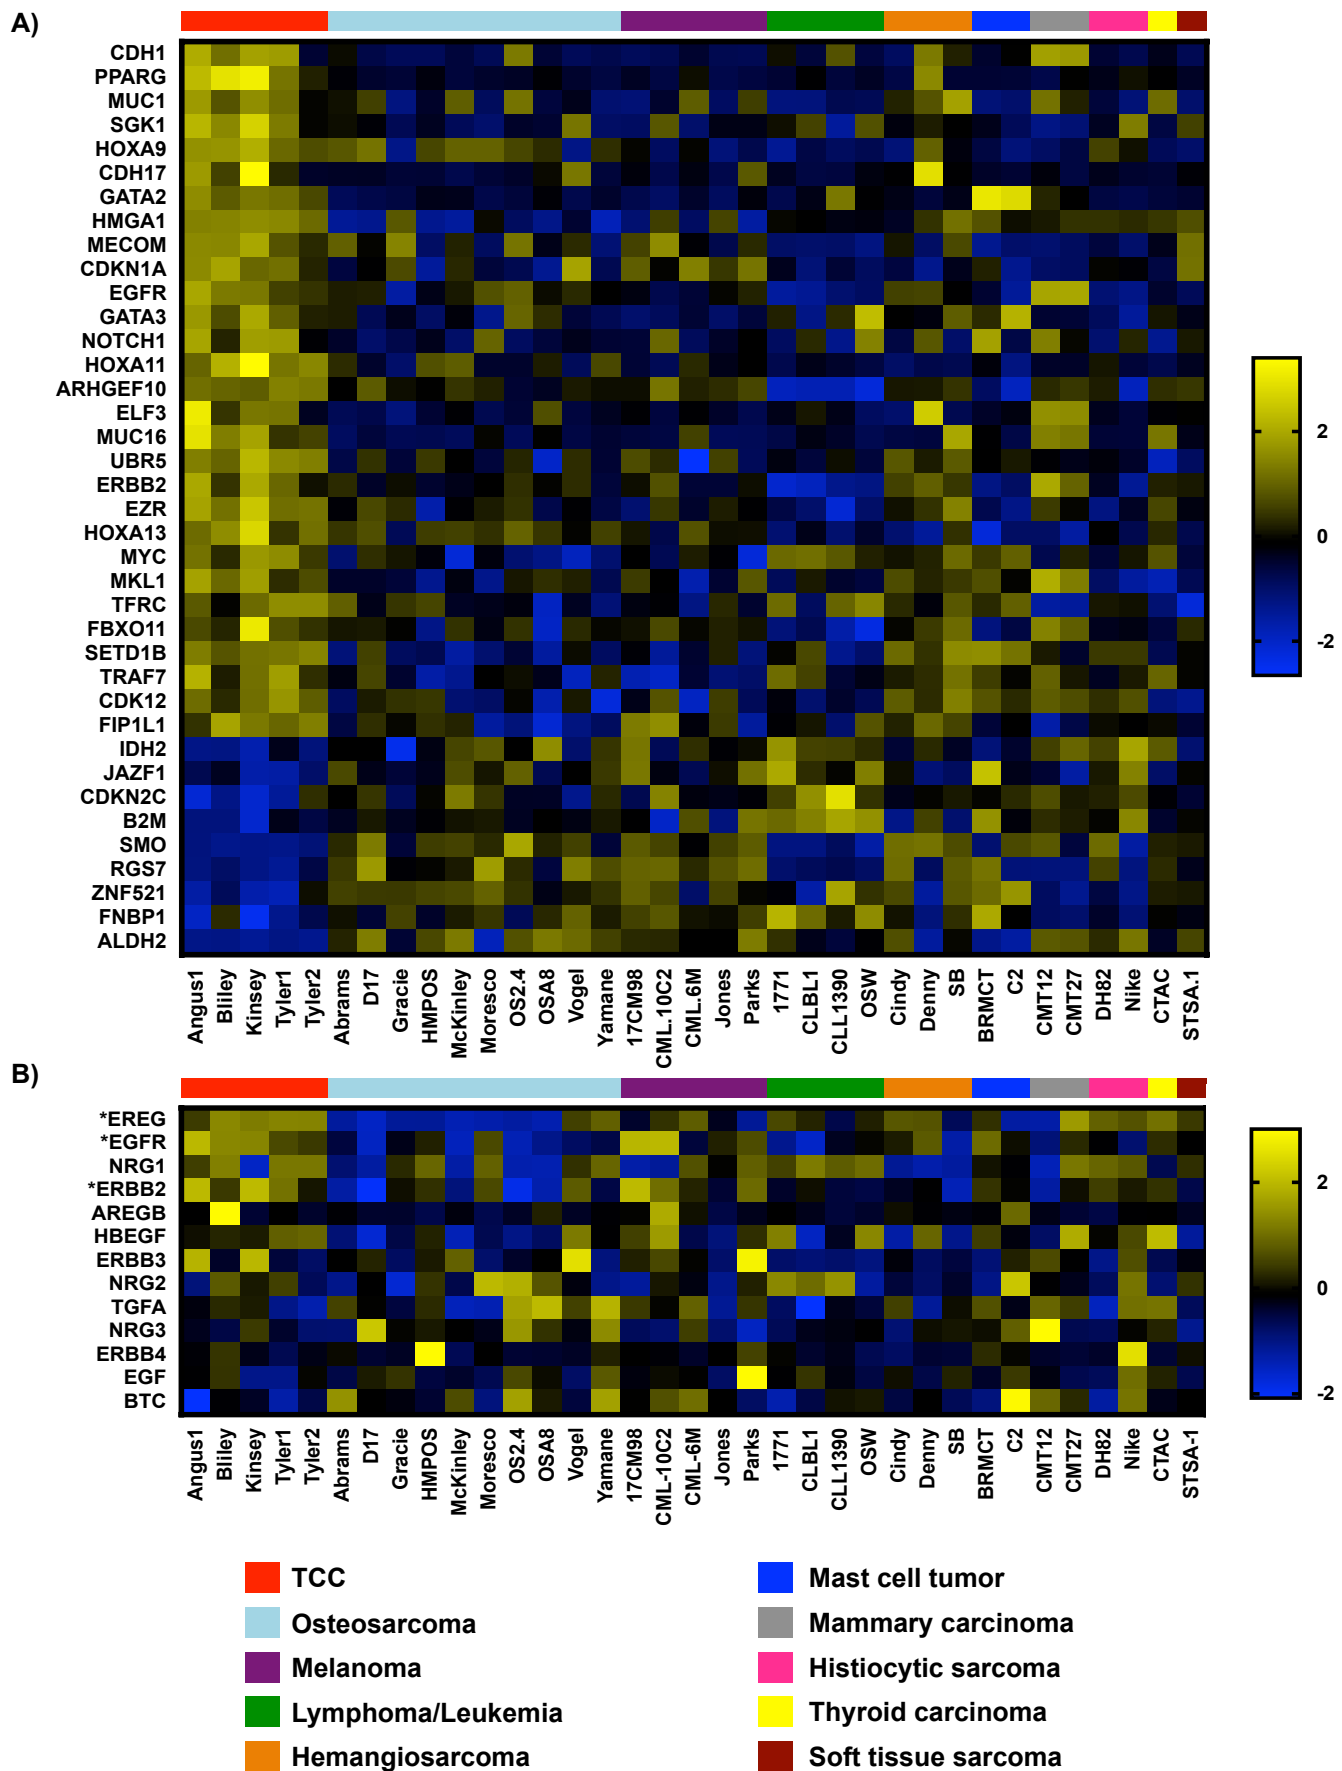 A)
CDH1
PPARG
MUC1
SGK1
HOXA9
CDH17
GATA2
HMGA1
MECOM
CDKN1A
EGFR
GATA3
NOTCH1
HOXA11
ARHGEF10
ELF3
MUC16
UBR5
ERBB2
EZR
HOXA13
MYC
MKL1
TFRC
FBXO11
SETD1B
TRAF7
CDK12
FIP1L1
IDH2
JAZF1
CDKN2C
B2M
SMO
RGS7
ZNF521
FNBP1
ALDH2
2
0
-2
Angus1 Bliley Kinsey Tyler1 Tyler2 Abrams D17 Gracie HMPOS McKinley Moresco OS2.4 OSA8 Vogel Yamane 17CM98 CML.10C2 CML.6M Jones Parks 1771 CLBL1 CLL1390 OSW Cindy Denny SB BRMCT C2 CMT12 CMT27 DH82 Nike CTAC STSA.1
B)
*EREG
*EGFR
NRG1
*ERBB2
AREGB
HBEGF
ERBB3
NRG2
TGFA
NRG3
ERBB4
EGF
BTC
2
0
-2
Angus1 Bliley Kinsey Tyler1 Tyler2 Abrams D17 Gracie HMPOS McKinley Moresco OS2.4 OSA8 Vogel Yamane 17CM98 CML-10C2 CML-6M Jones Parks 1771 CLBL1 CLL1390 OSW Cindy Denny SB BRMCT C2 CMT12 CMT27 DH82 Nike CTAC STSA-1
TCC
Osteosarcoma
Melanoma
Lymphoma/Leukemia
Hemangiosarcoma
Mast cell tumor
Mammary carcinoma
Histiocytic sarcoma
Thyroid carcinoma
Soft tissue sarcoma